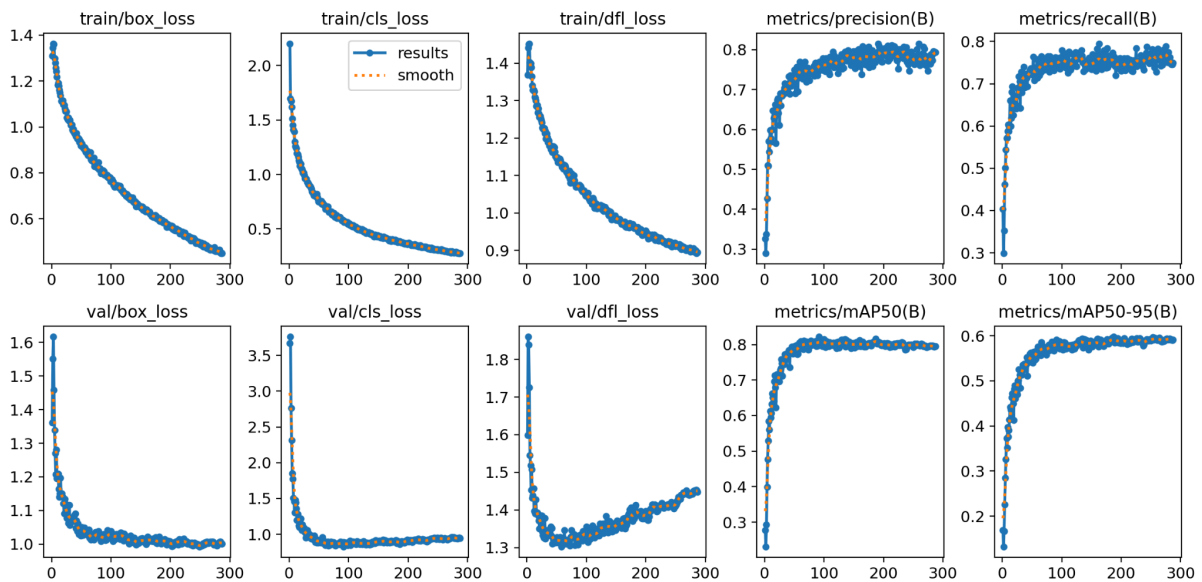 train/box_loss
train/cls_loss
train/dfl_loss
metrics/precision(B)
metrics/recall(B)
1.4
1.2
1.0
0.8
0.6
0 100 200 300
2.0
1.5
1.0
0.5
results
smooth
0 100 200 300
1.4
1.3
1.2
1.1
1.0
0.9
0 100 200 300
0.8
0.7
0.6
0.5
0.4
0.3
0 100 200 300
0.8
0.7
0.6
0.5
0.4
0.3
0 100 200 300
val/box_loss
val/cls_loss
val/dfl_loss
metrics/mAP50(B)
metrics/mAP50-95(B)
1.6
1.5
1.4
1.3
1.2
1.1
1.0
0 100 200 300
3.5
3.0
2.5
2.0
1.5
1.0
0 100 200 300
1.8
1.7
1.6
1.5
1.4
1.3
0 100 200 300
0.8
0.7
0.6
0.5
0.4
0.3
0 100 200 300
0.6
0.5
0.4
0.3
0.2
0 100 200 300